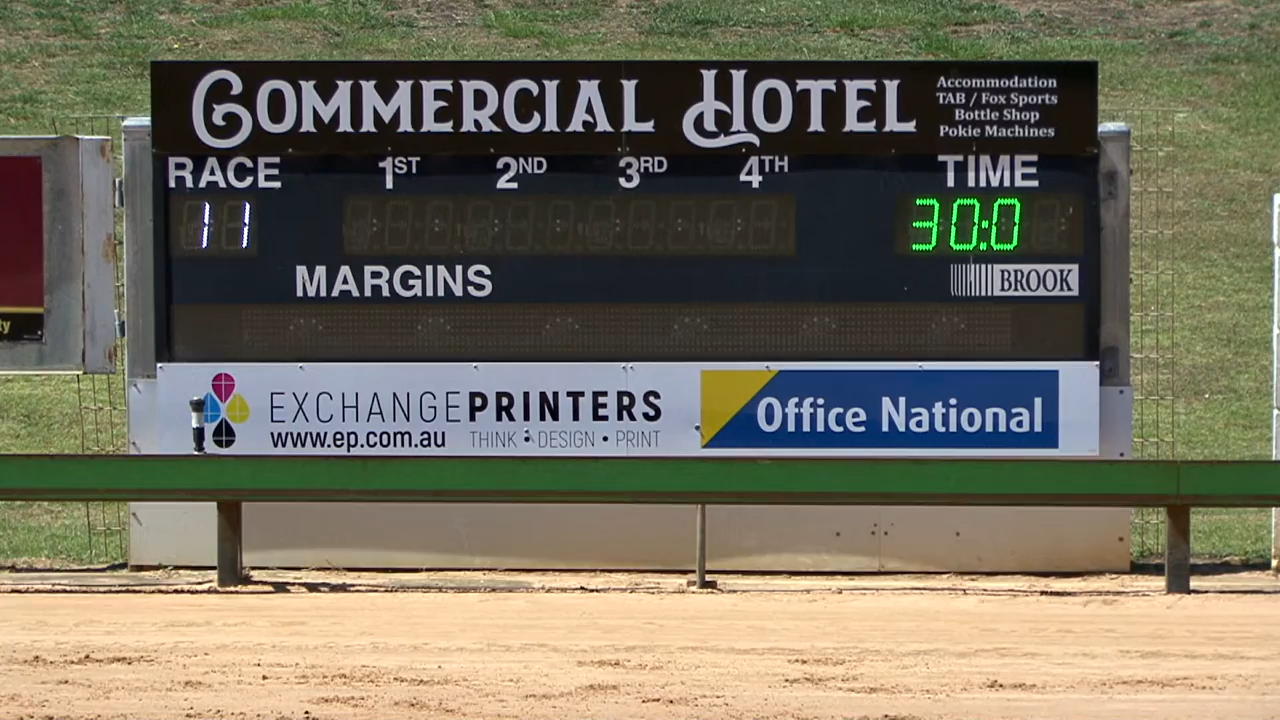 COMMERCIAL HOTEL
Accommodation
TAB / Fox Sports
Bottle Shop
Pokie Machines
RACE 1ST 2ND 3RD 4TH TIME
11 30:0
MARGINS
BROOK
ty
EXCHANGEPRINTERS
www.ep.com.au THINK • DESIGN • PRINT
Office National